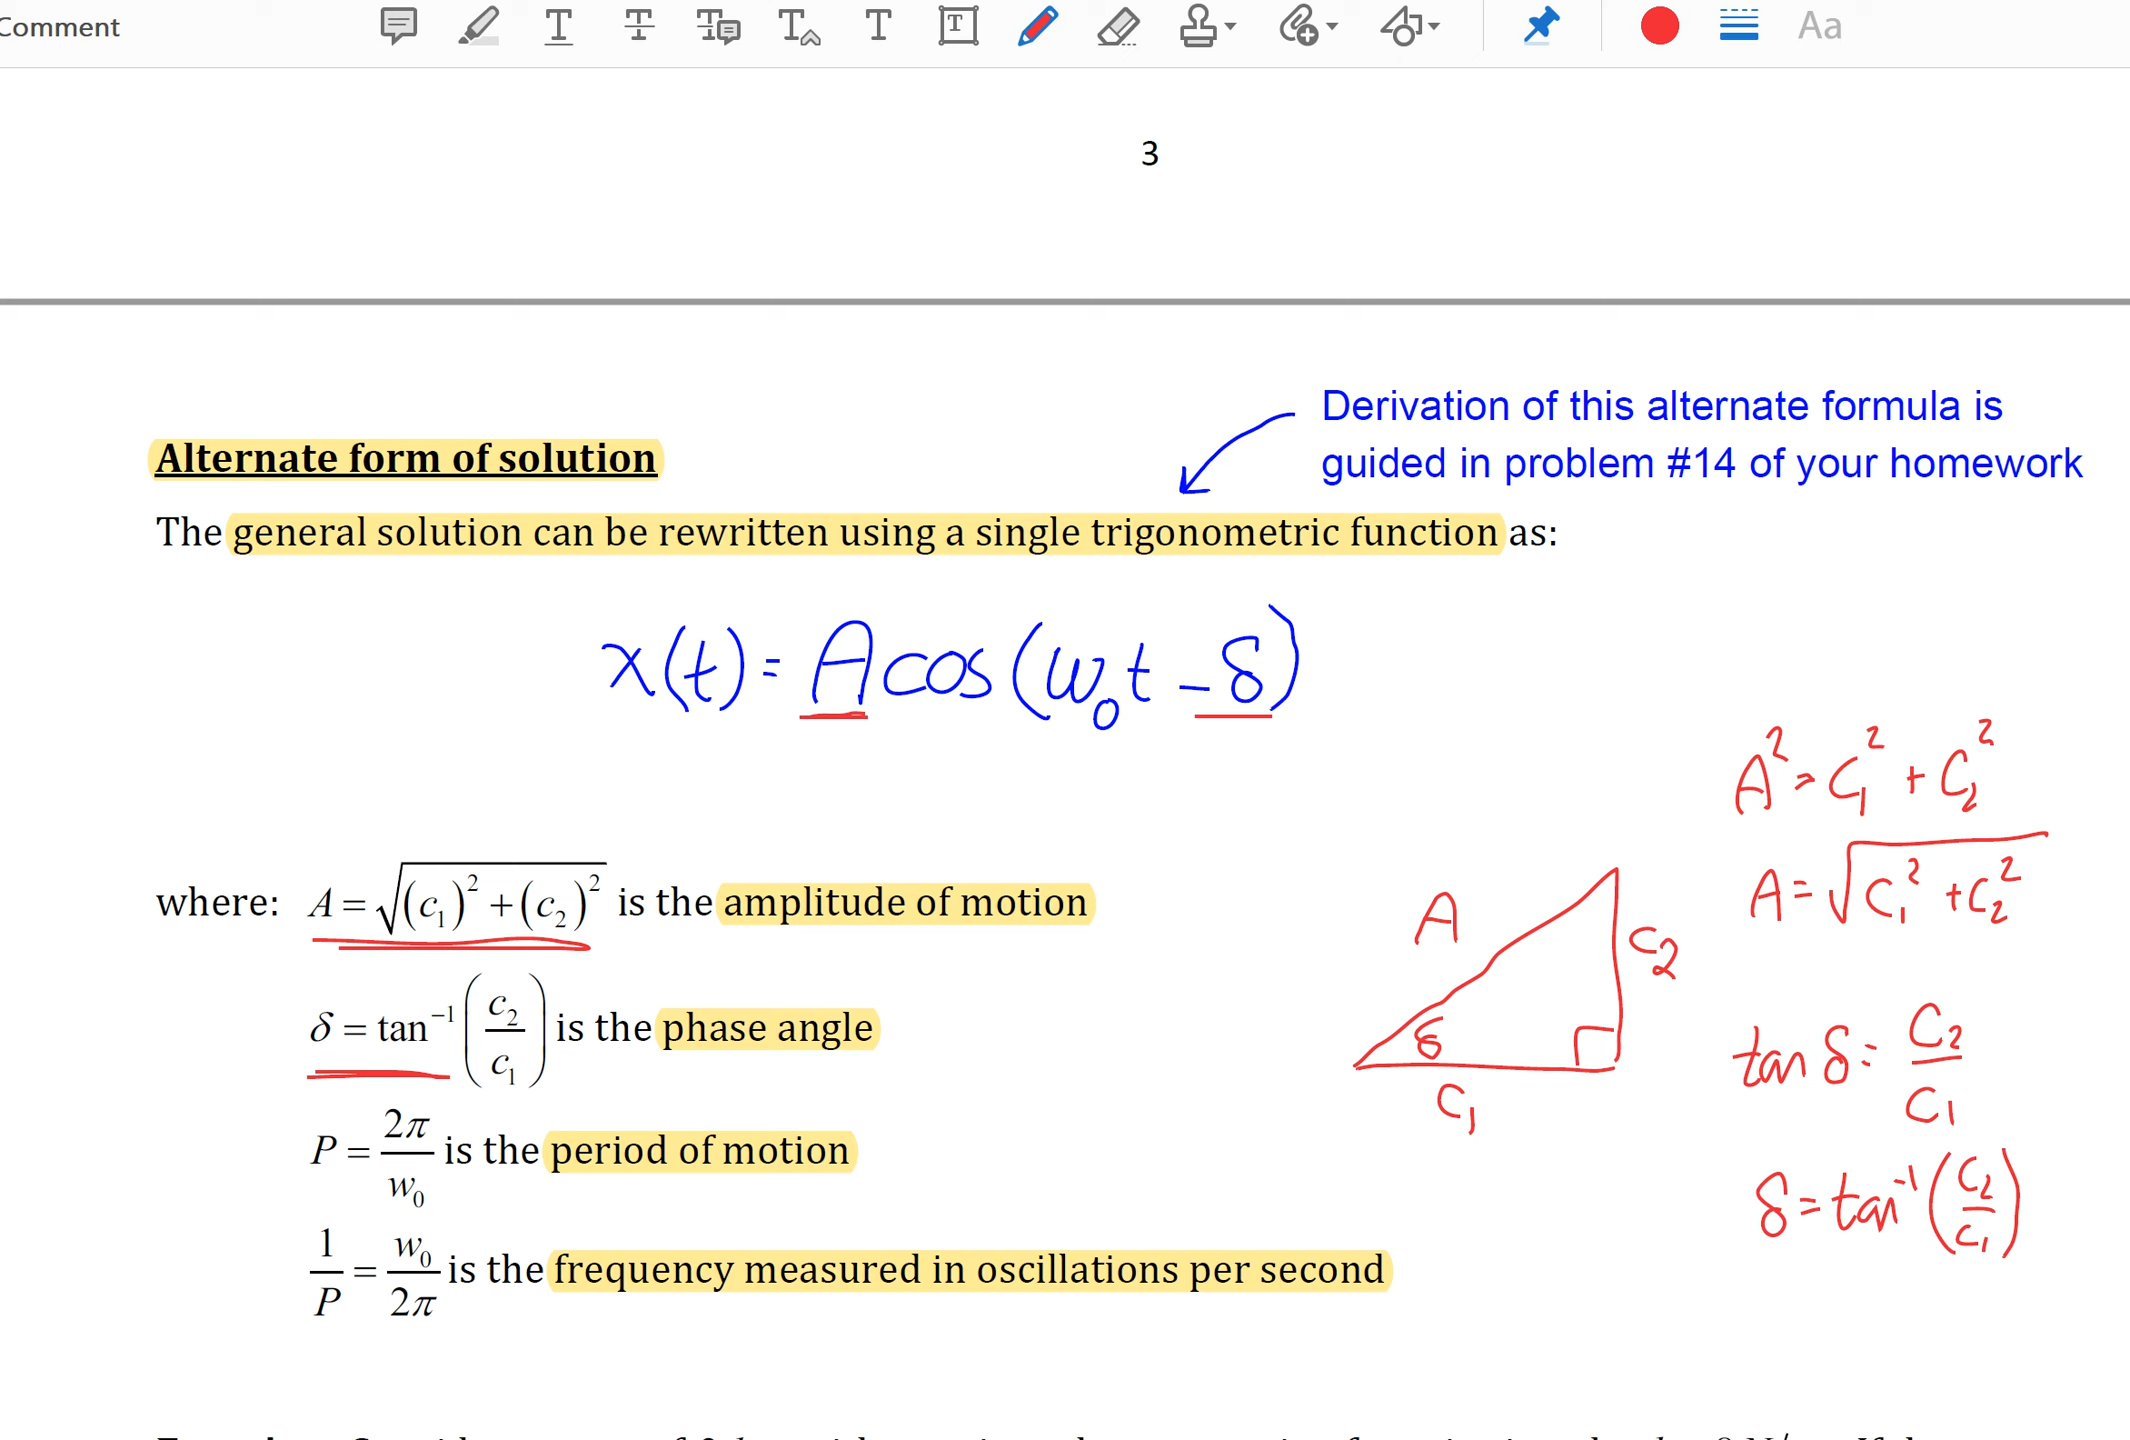 Comment
Aa
3
Derivation of this alternate formula is
guided in problem #14 of your homework
Alternate form of solution
The general solution can be rewritten using a single trigonometric function as:
x(t) = A cos(w₀t - δ)
where: A = √((c₁)² + (c₂)²) is the amplitude of motion
δ = tan⁻¹(c₂/c₁) is the phase angle
P = 2π/w₀ is the period of motion
1/P = w₀/2π is the frequency measured in oscillations per second
A² = C₁² + C₂²
A = √(C₁² + C₂²)
A
C₂
δ
C₁
tan δ = C₂/C₁
δ = tan⁻¹(C₂/C₁)